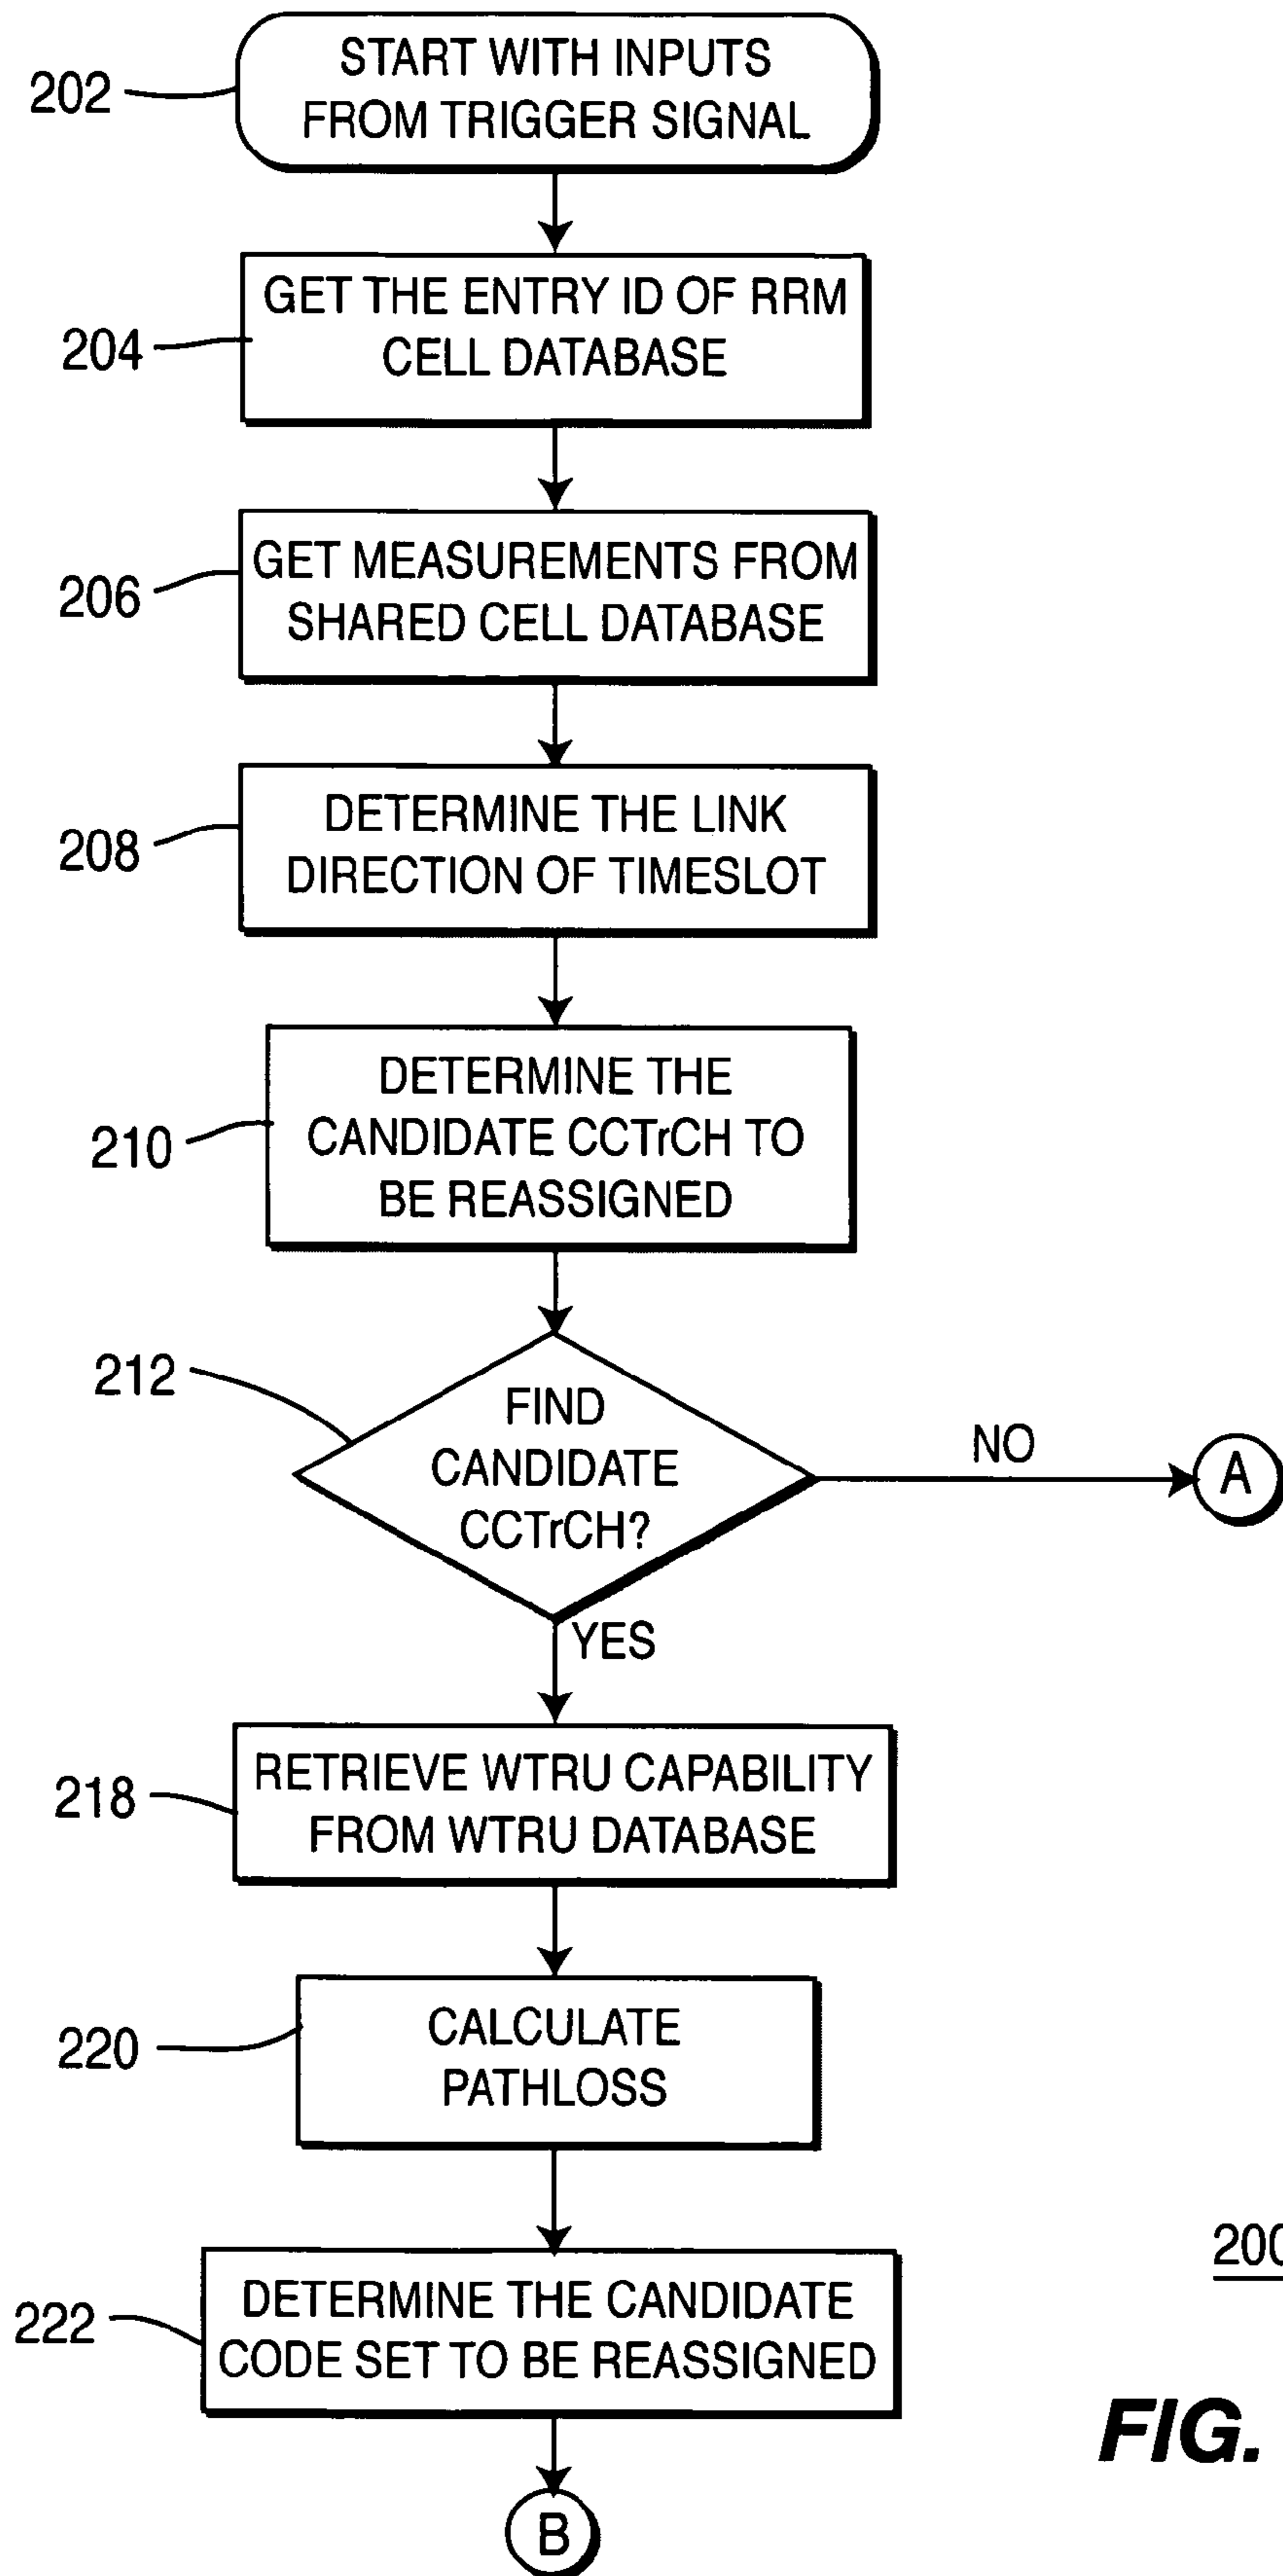 202
START WITH INPUTS
FROM TRIGGER SIGNAL
204
GET THE ENTRY ID OF RRM
CELL DATABASE
206
GET MEASUREMENTS FROM
SHARED CELL DATABASE
208
DETERMINE THE LINK
DIRECTION OF TIMESLOT
210
DETERMINE THE
CANDIDATE CCTrCH TO
BE REASSIGNED
212
FIND
CANDIDATE
CCTrCH?
NO
A
YES
218
RETRIEVE WTRU CAPABILITY
FROM WTRU DATABASE
220
CALCULATE
PATHLOSS
200
222
DETERMINE THE CANDIDATE
CODE SET TO BE REASSIGNED
FIG.
B